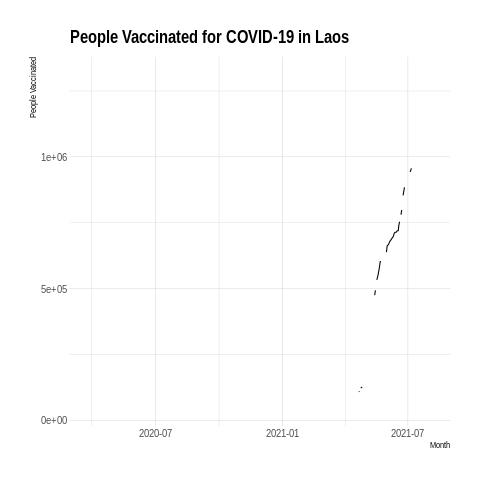 People Vaccinated for COVID-19 in Laos
People Vaccinated
1e+06
5e+05
0e+00
2020-07
2021-01
2021-07
Month